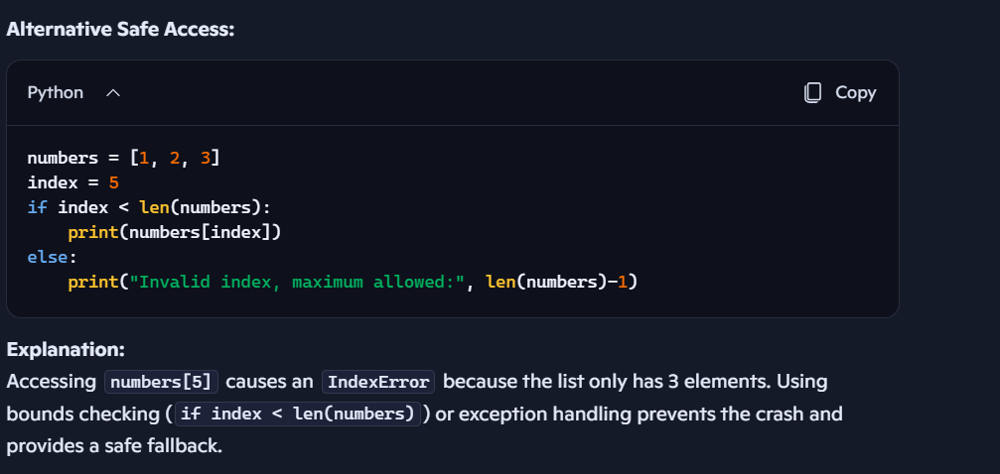 Alternative Safe Access:
Python
Copy
numbers = [1, 2, 3]
index = 5
if index < len(numbers):
    print(numbers[index])
else:
    print("Invalid index, maximum allowed:", len(numbers)-1)
Explanation:
Accessing numbers[5] causes an IndexError because the list only has 3 elements. Using
bounds checking (if index < len(numbers)) or exception handling prevents the crash and
provides a safe fallback.